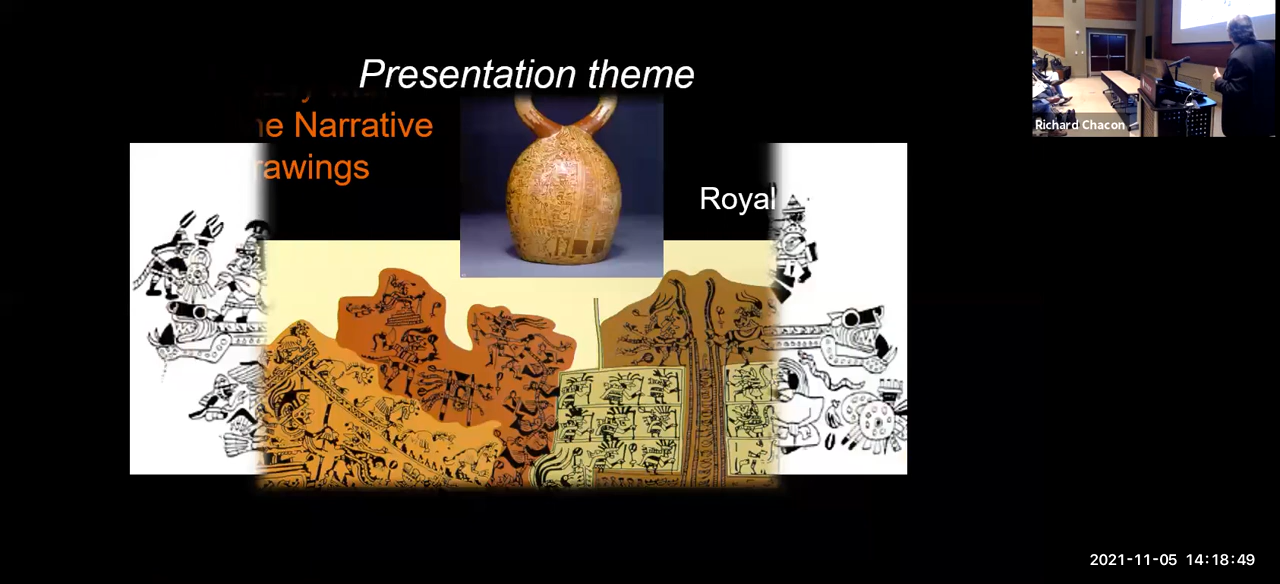 Presentation theme
ne Narrative
rawings
Royal
Richard Chacon
2021-11-05 14:18:49